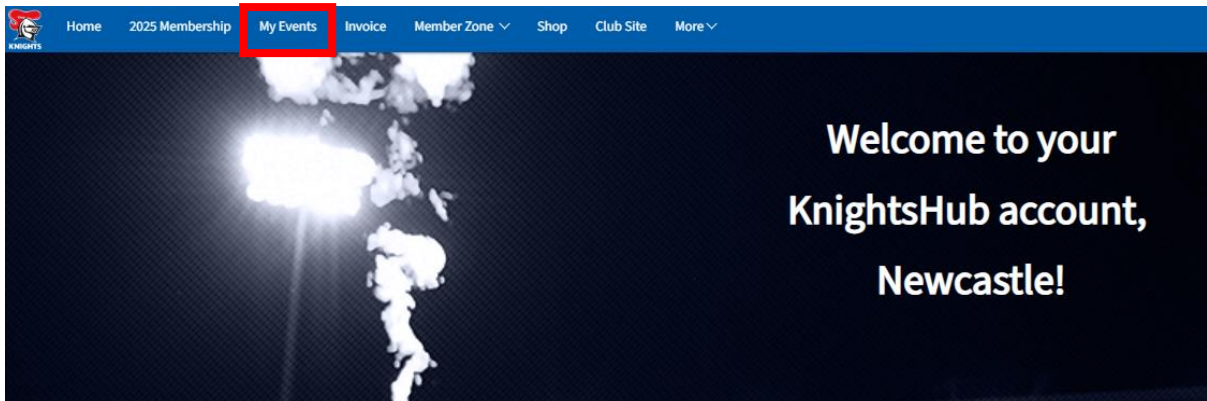 KNIGHTS
Home 2025 Membership My Events Invoice Member Zone Shop Club Site More
Welcome to your
KnightsHub account,
Newcastle!